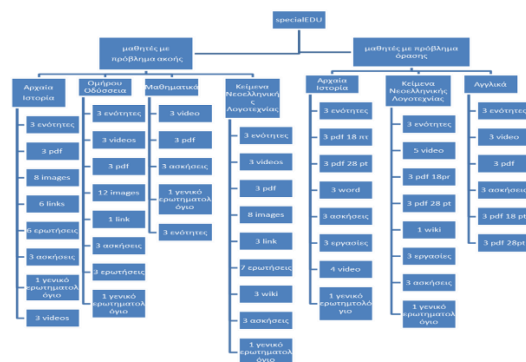 specialEDU
μαθητές με
πρόβλημα ακοής
μαθητές με πρόβλημα
όρασης
Αρχαία
Ιστορία
3 ενότητες
3 pdf
8 images
6 links
6 ερωτήσεις
3 ασκήσεις
1 γενικό
ερωτηματολ
όγιο
3 videos
Ομήρου
Οδύσσεια
3 ενότητες
3 videos
3 pdf
12 images
1 link
3 ασκήσεις
3 ερωτήσεις
1 γενικό
ερωτηματολ
όγιο
Μαθηματικά
3 video
3 pdf
3 ασκήσεις
1 γενικό
ερωτηματολ
όγιο
3 ενότητες
Κείμενα
Νεοελληνική
ς
Λογοτεχνίας
3 ενότητες
3 videos
3 pdf
8 images
3 link
7 ερωτήσεις
3 wiki
3 ασκήσεις
1 γενικό
ερωτηματολ
όγιο
Αρχαία
Ιστορία
3 ενότητες
3 pdf 18 πτ
3 pdf 28 pt
3 word
3 ασκήσεις
3 εργασίες
4 video
1 γενικό
ερωτηματολό
γιο
Κείμενα
Νεοελληνικής
Λογοτεχνίας
3 ενότητες
5 video
3 pdf 18pr
3 pdf 28 pt
1 wiki
3 εργασίες
3 ασκήσεις
1 γενικό
ερωτηματολό
γιο
Αγγλικά
3 ενότητες
3 video
3 pdf
3 ασκήσεις
3 pdf 18 pt
3 pdf 28pt